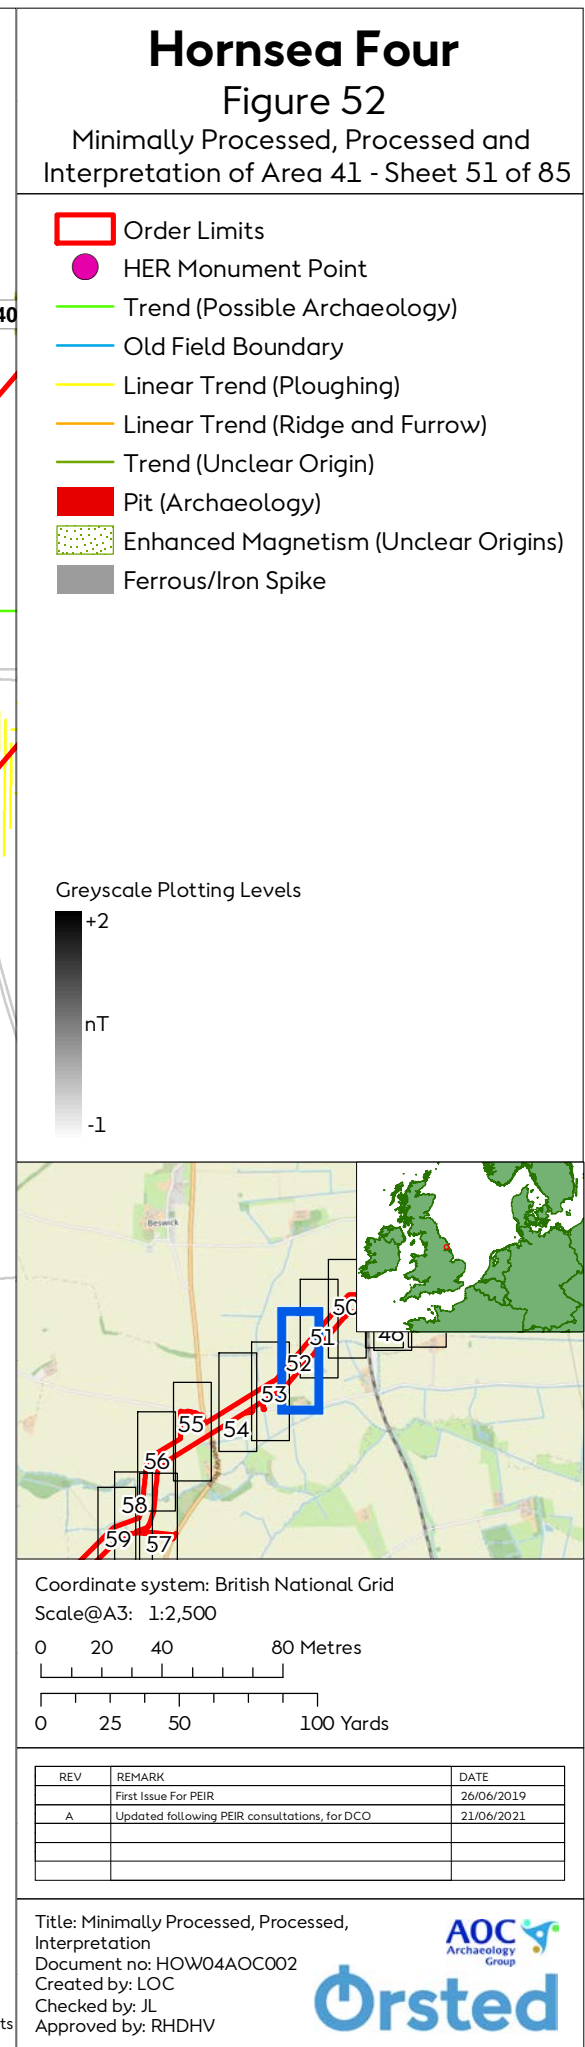 Hornsea Four
Figure 52
Minimally Processed, Processed and
Interpretation of Area 41 - Sheet 51 of 85
Order Limits
HER Monument Point
40
Trend (Possible Archaeology)
Old Field Boundary
Linear Trend (Ploughing)
Linear Trend (Ridge and Furrow)
Trend (Unclear Origin)
Pit (Archaeology)
Enhanced Magnetism (Unclear Origins)
Ferrous/Iron Spike
Greyscale Plotting Levels
+2
nT
-1
Beswick
50
51
48
52
53
55
54
56
58
59
57
Coordinate system: British National Grid
Scale@A3: 1:2,500
0 20 40 80 Metres
0 25 50 100 Yards
REV REMARK DATE
First Issue For PEIR 26/06/2019
A Updated following PEIR consultations, for DCO 21/06/2021
Title: Minimally Processed, Processed,
Interpretation
Document no: HOW04AOC002
Created by: LOC
Checked by: JL
Approved by: RHDHV
AOC
Archaeology
Group
Ørsted
ts